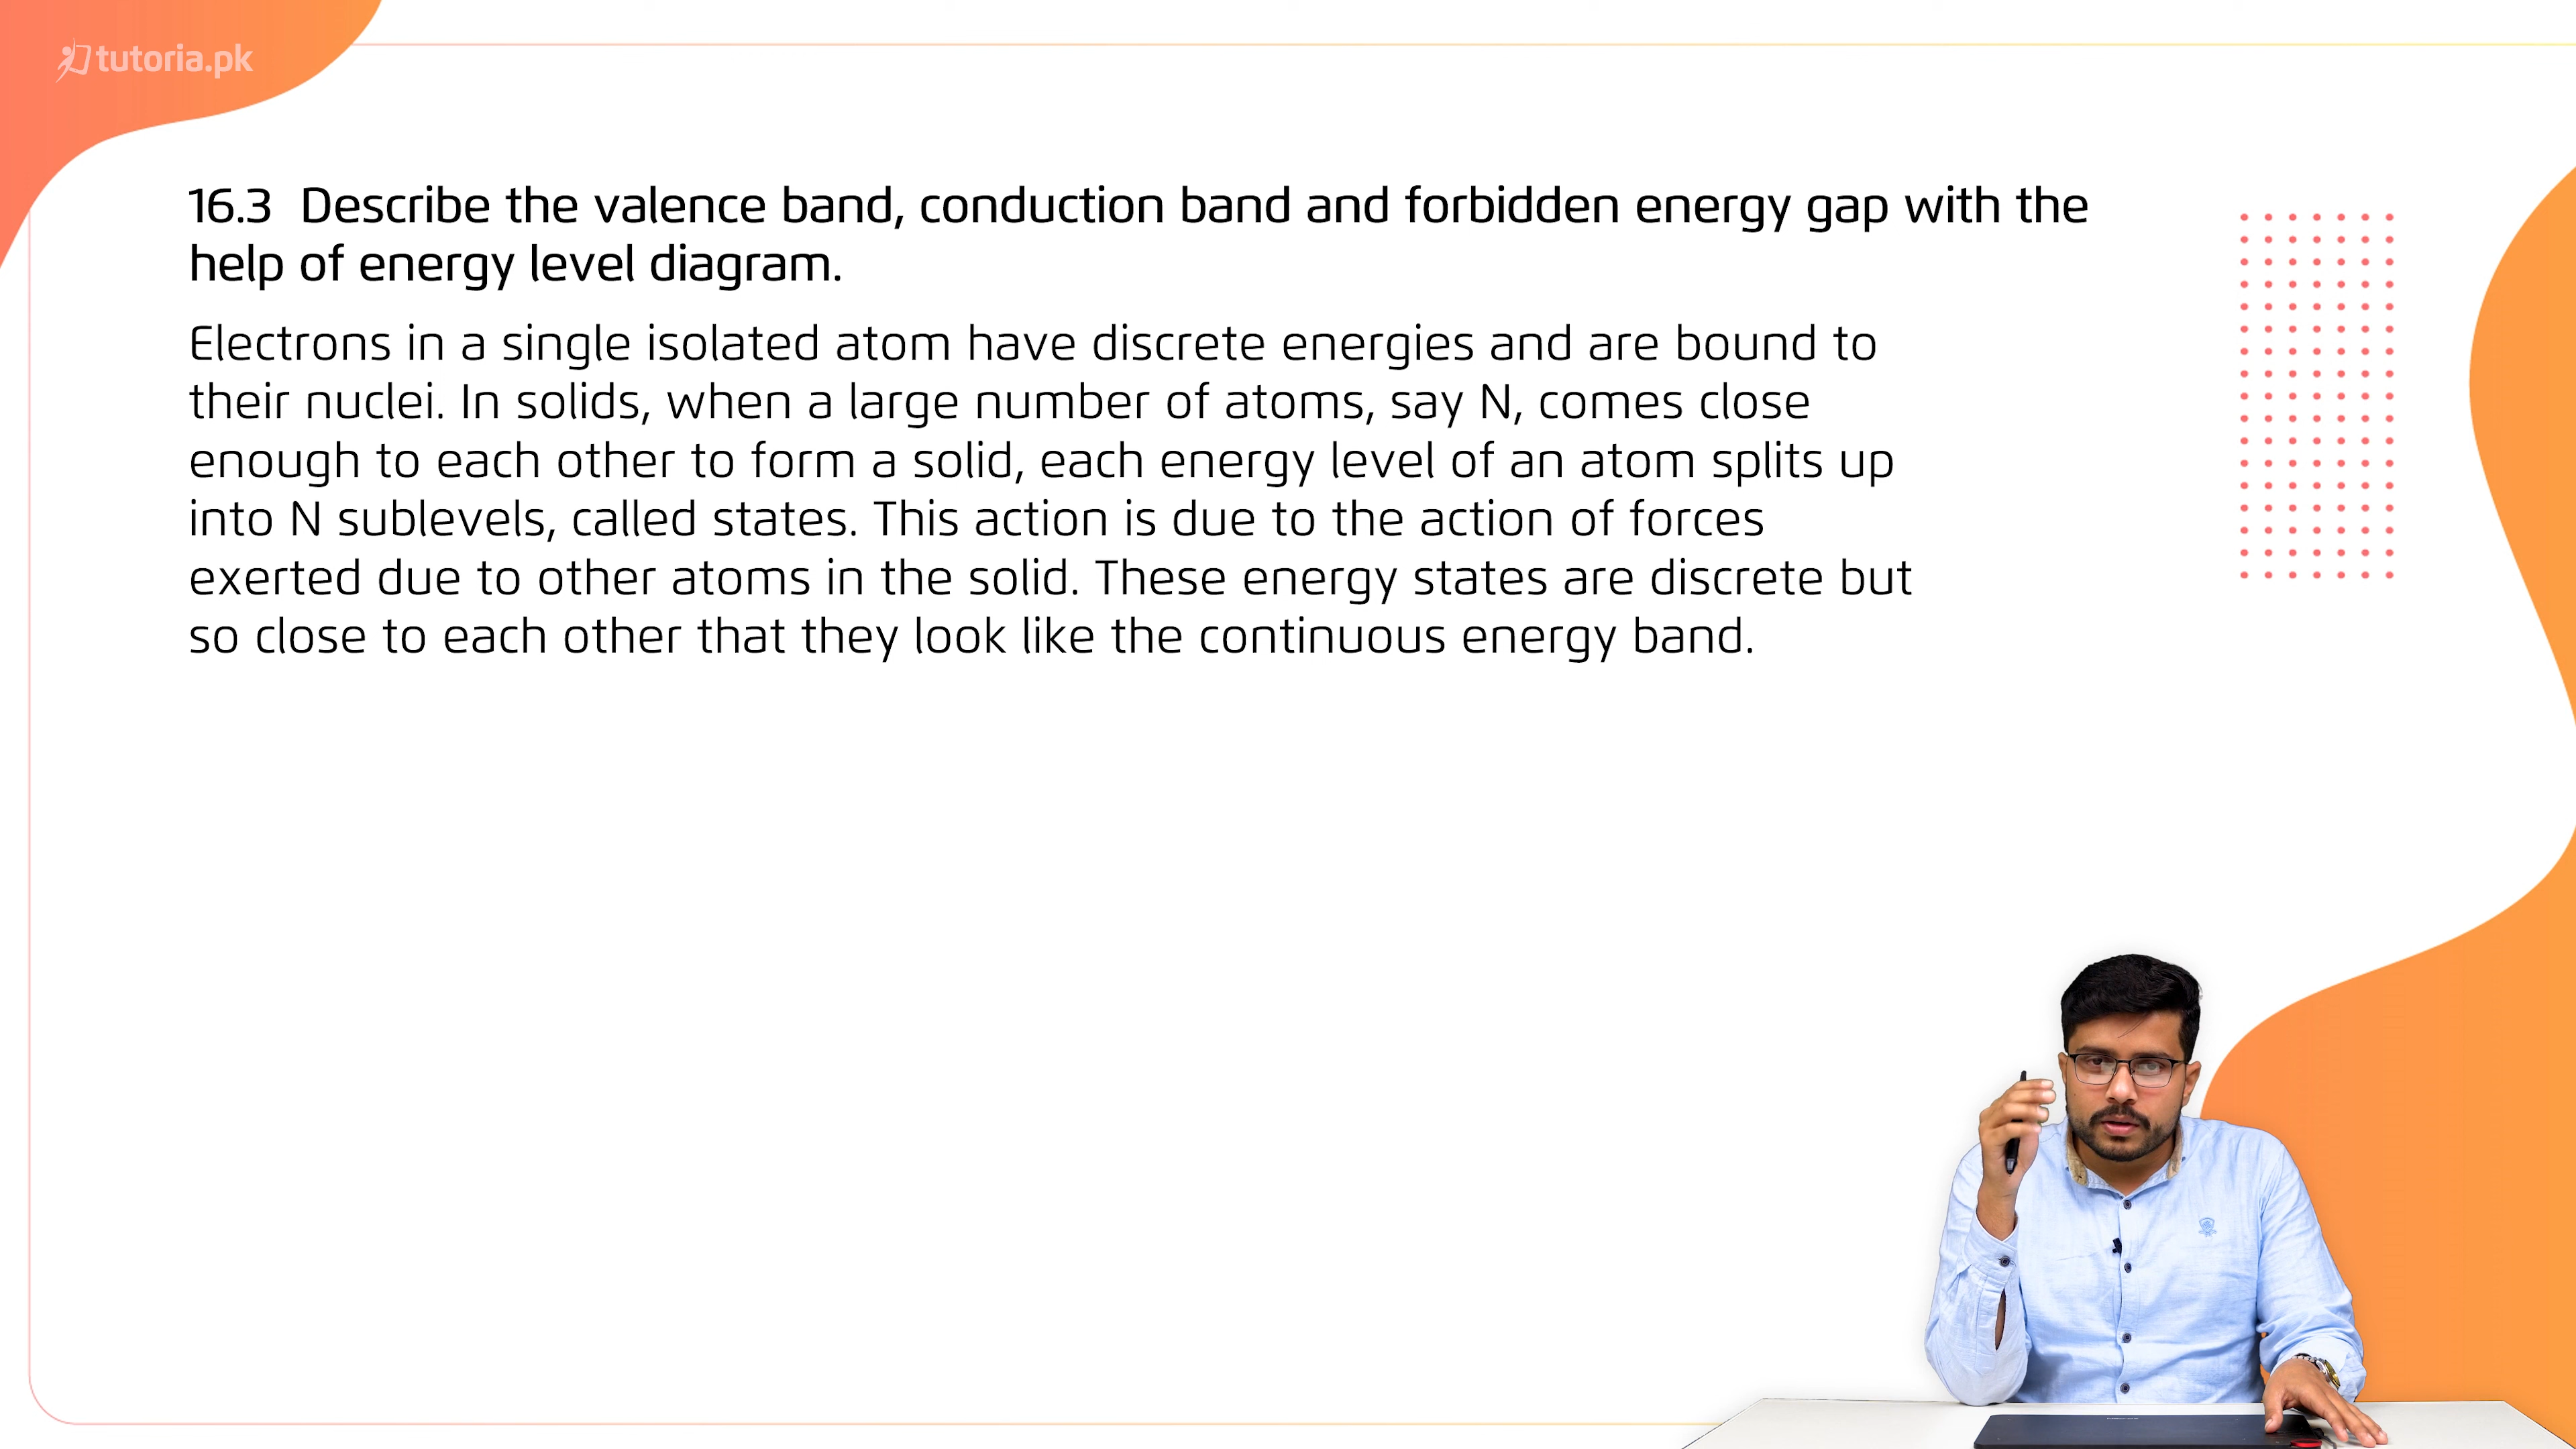 tutoria.pk
16.3 Describe the valence band, conduction band and forbidden energy gap with the
help of energy level diagram.
Electrons in a single isolated atom have discrete energies and are bound to
their nuclei. In solids, when a large number of atoms, say N, comes close
enough to each other to form a solid, each energy level of an atom splits up
into N sublevels, called states. This action is due to the action of forces
exerted due to other atoms in the solid. These energy states are discrete but
so close to each other that they look like the continuous energy band.